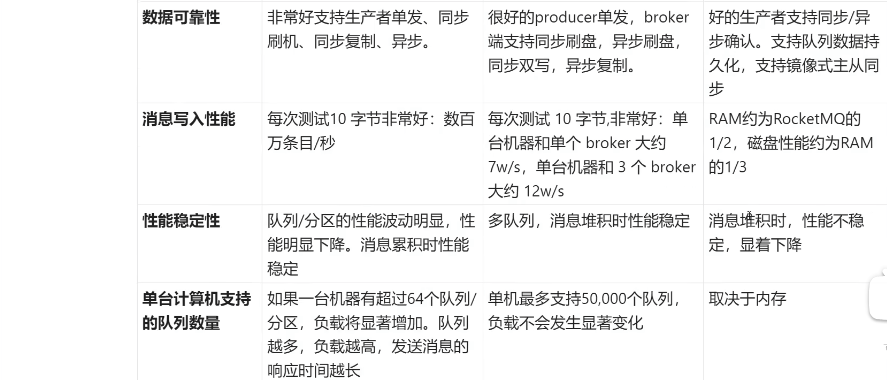 数据可靠性
非常好支持生产者单发、同步
刷机、同步复制、异步。
很好的producer单发，broker
端支持同步刷盘，异步刷盘，
同步双写，异步复制。
好的生产者支持同步/异
步确认。支持队列数据持
久化，支持镜像式主从同
步
消息写入性能
每次测试10 字节非常好：数百
万条目/秒
每次测试 10 字节,非常好：单
台机器和单个 broker 大约
7w/s，单台机器和 3 个 broker
大约 12w/s
RAM约为RocketMQ的
1/2，磁盘性能约为RAM
的1/3
性能稳定性
队列/分区的性能波动明显，性
能明显下降。消息累积时性能
稳定
多队列，消息堆积时性能稳定
消息堆积时，性能不稳
定，显着下降
单台计算机支持
的队列数量
如果一台机器有超过64个队列/
分区，负载将显著增加。队列
越多，负载越高，发送消息的
响应时间越长
单机最多支持50,000个队列，
负载不会发生显著变化
取决于内存